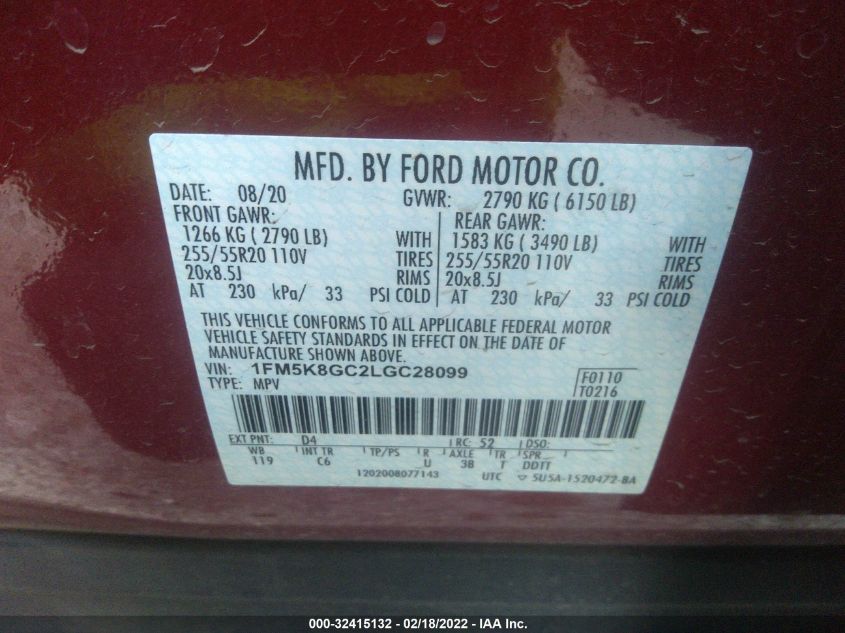 MFD. BY FORD MOTOR CO.
DATE: 08/20 GVWR: 2790 KG ( 6150 LB)
FRONT GAWR: REAR GAWR:
1266 KG ( 2790 LB) WITH 1583 KG ( 3490 LB) WITH
255/55R20 110V TIRES 255/55R20 110V TIRES
20x8.5J RIMS 20x8.5J RIMS
AT 230 kPa/ 33 PSI COLD AT 230 kPa/ 33 PSI COLD
THIS VEHICLE CONFORMS TO ALL APPLICABLE FEDERAL MOTOR
VEHICLE SAFETY STANDARDS IN EFFECT ON THE DATE OF
MANUFACTURE SHOWN ABOVE.
VIN: 1FM5K8GC2LGC28099 F0110
TYPE: MPV T0216
EXT PNT: D4 RC: 52 DSO:
WB INT TR TP/PS R AXLE TR SPR
119 C6 U 38 T DDTT
1202008077143 UTC ▽ 5U5A-1520472-BA
000-32415132 - 02/18/2022 - IAA Inc.